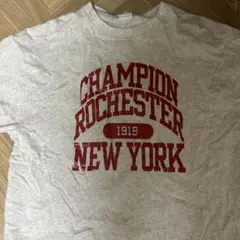 CHAMPION
ROCHESTER
1919
NEW YORK